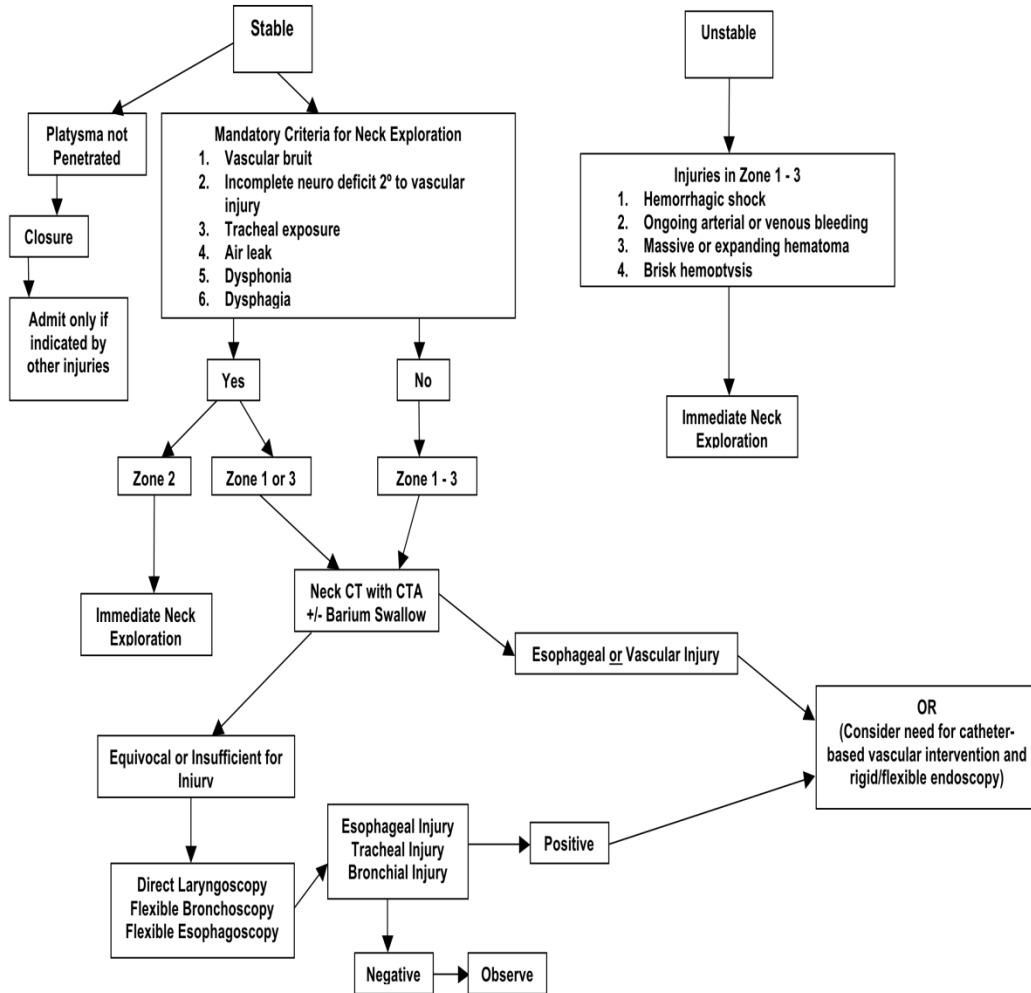 Stable
Unstable
Platysma not
Penetrated
Mandatory Criteria for Neck Exploration
1. Vascular bruit
2. Incomplete neuro deficit 2º to vascular
injury
3. Tracheal exposure
4. Air leak
5. Dysphonia
6. Dysphagia
Injuries in Zone 1 - 3
1. Hemorrhagic shock
2. Ongoing arterial or venous bleeding
3. Massive or expanding hematoma
4. Brisk hemoptysis
Closure
Admit only if
indicated by
other injuries
Yes
No
Immediate Neck
Exploration
Zone 2
Zone 1 or 3
Zone 1 - 3
Immediate Neck
Exploration
Neck CT with CTA
+/- Barium Swallow
Esophageal or Vascular Injury
OR
(Consider need for catheter-
based vascular intervention and
rigid/flexible endoscopy)
Equivocal or Insufficient for
Injury
Esophageal Injury
Tracheal Injury
Bronchial Injury
Positive
Direct Laryngoscopy
Flexible Bronchoscopy
Flexible Esophagoscopy
Negative
Observe